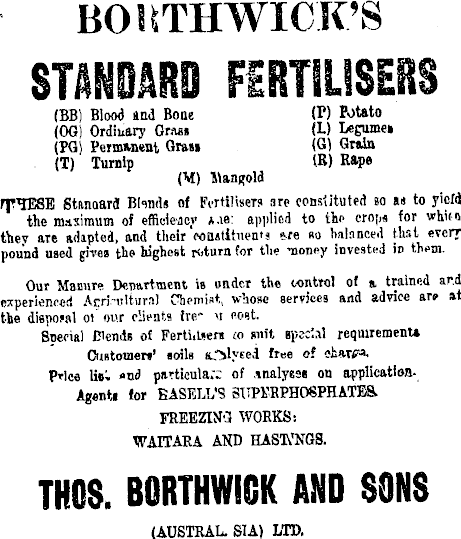 BORTHWICK'S
STANDARD FERTILISERS
(BB) Blood and Bone (P) Potato
(OG) Ordinary Grass (L) Legumes
(PG) Permanent Grass (G) Grain
(T) Turnip (R) Rape
(M) Mangold
THESE Standard Blends of Fertilisers are constituted so as to yield
the maximum of efficiency when applied to the crops for which
they are adapted, and their constituents are so balanced that every
pound used gives the highest return for the money invested in them.
Our Manure Department is under the control of a trained and
experienced Agricultural Chemist, whose services and advice are at
the disposal of our clients free of cost.
Special Blends of Fertilisers to suit special requirements
Customers' soils analysed free of charge.
Price list and particulars of analyses on application.
Agents for BASELL'S SUPERPHOSPHATES.
FREEZING WORKS:
WAITARA AND HASTINGS.
THOS. BORTHWICK AND SONS
(AUSTRALASIA) LTD.